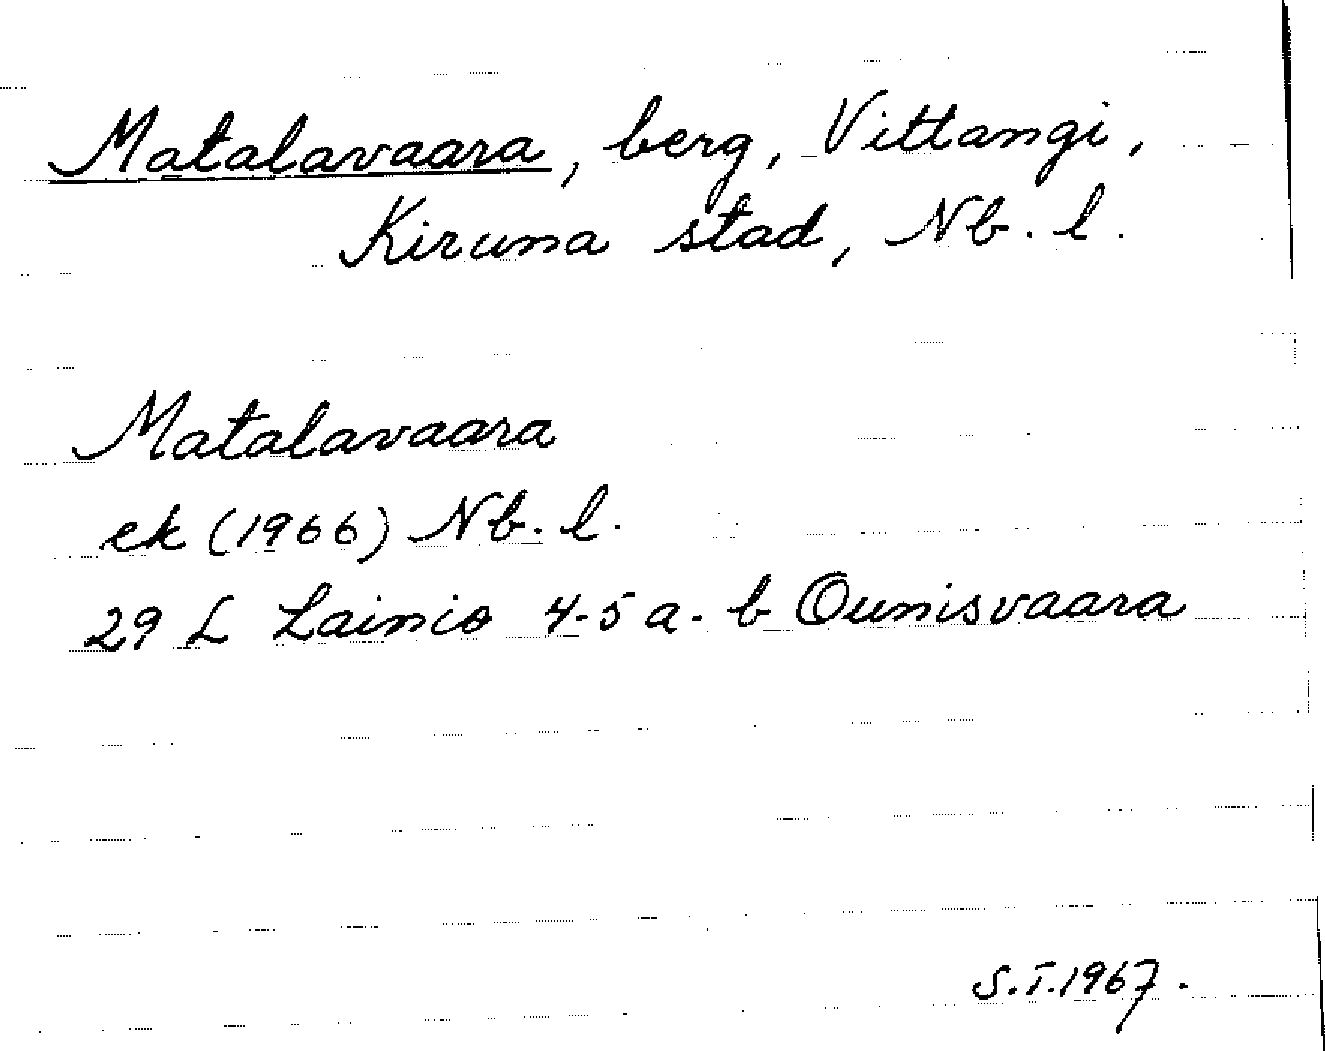 Matalavaara, berg, Vittangi,
Kiruna stad, Nb. l.
Matalavaara
ek (1966) Nb. l.
29 L Lainio 4-5 a-b Ounisvaara
S.T.1967.